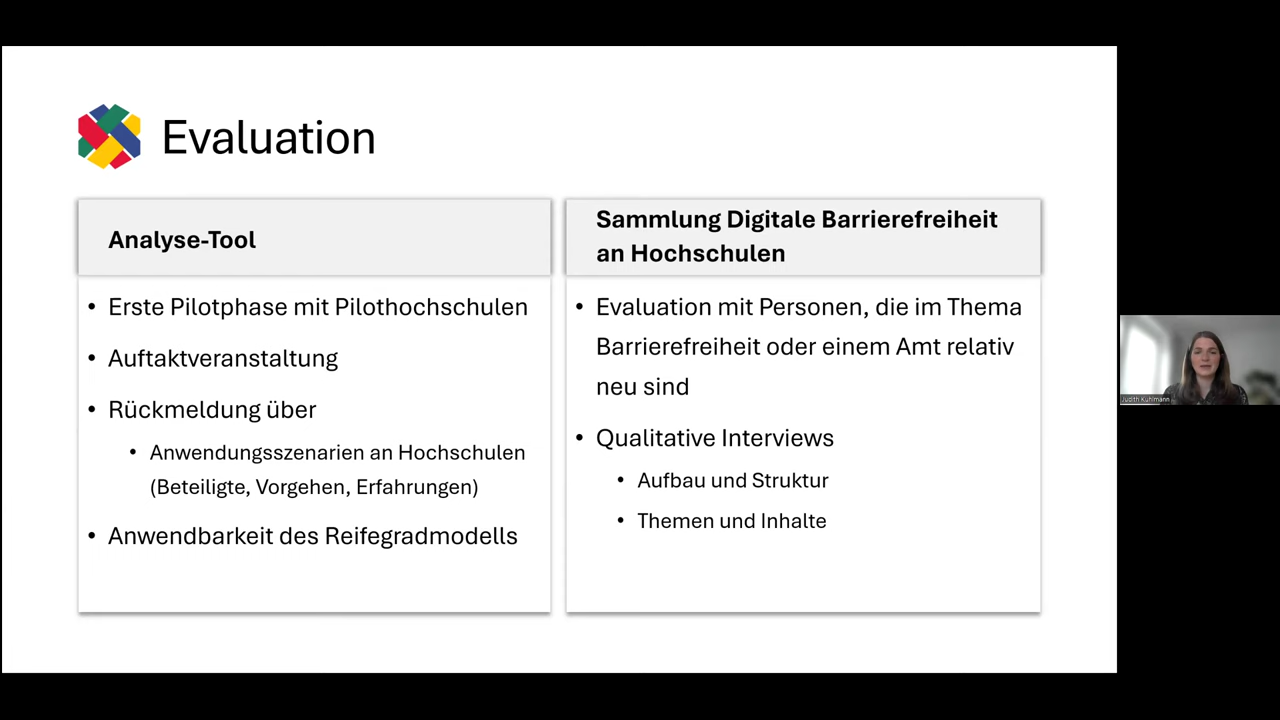 Evaluation
Analyse-Tool
• Erste Pilotphase mit Pilothochschulen
• Auftaktveranstaltung
• Rückmeldung über
• Anwendungsszenarien an Hochschulen
(Beteiligte, Vorgehen, Erfahrungen)
• Anwendbarkeit des Reifegradmodells
Sammlung Digitale Barrierefreiheit
an Hochschulen
• Evaluation mit Personen, die im Thema
Barrierefreiheit oder einem Amt relativ
neu sind
• Qualitative Interviews
• Aufbau und Struktur
• Themen und Inhalte
Judith Kuhlmann